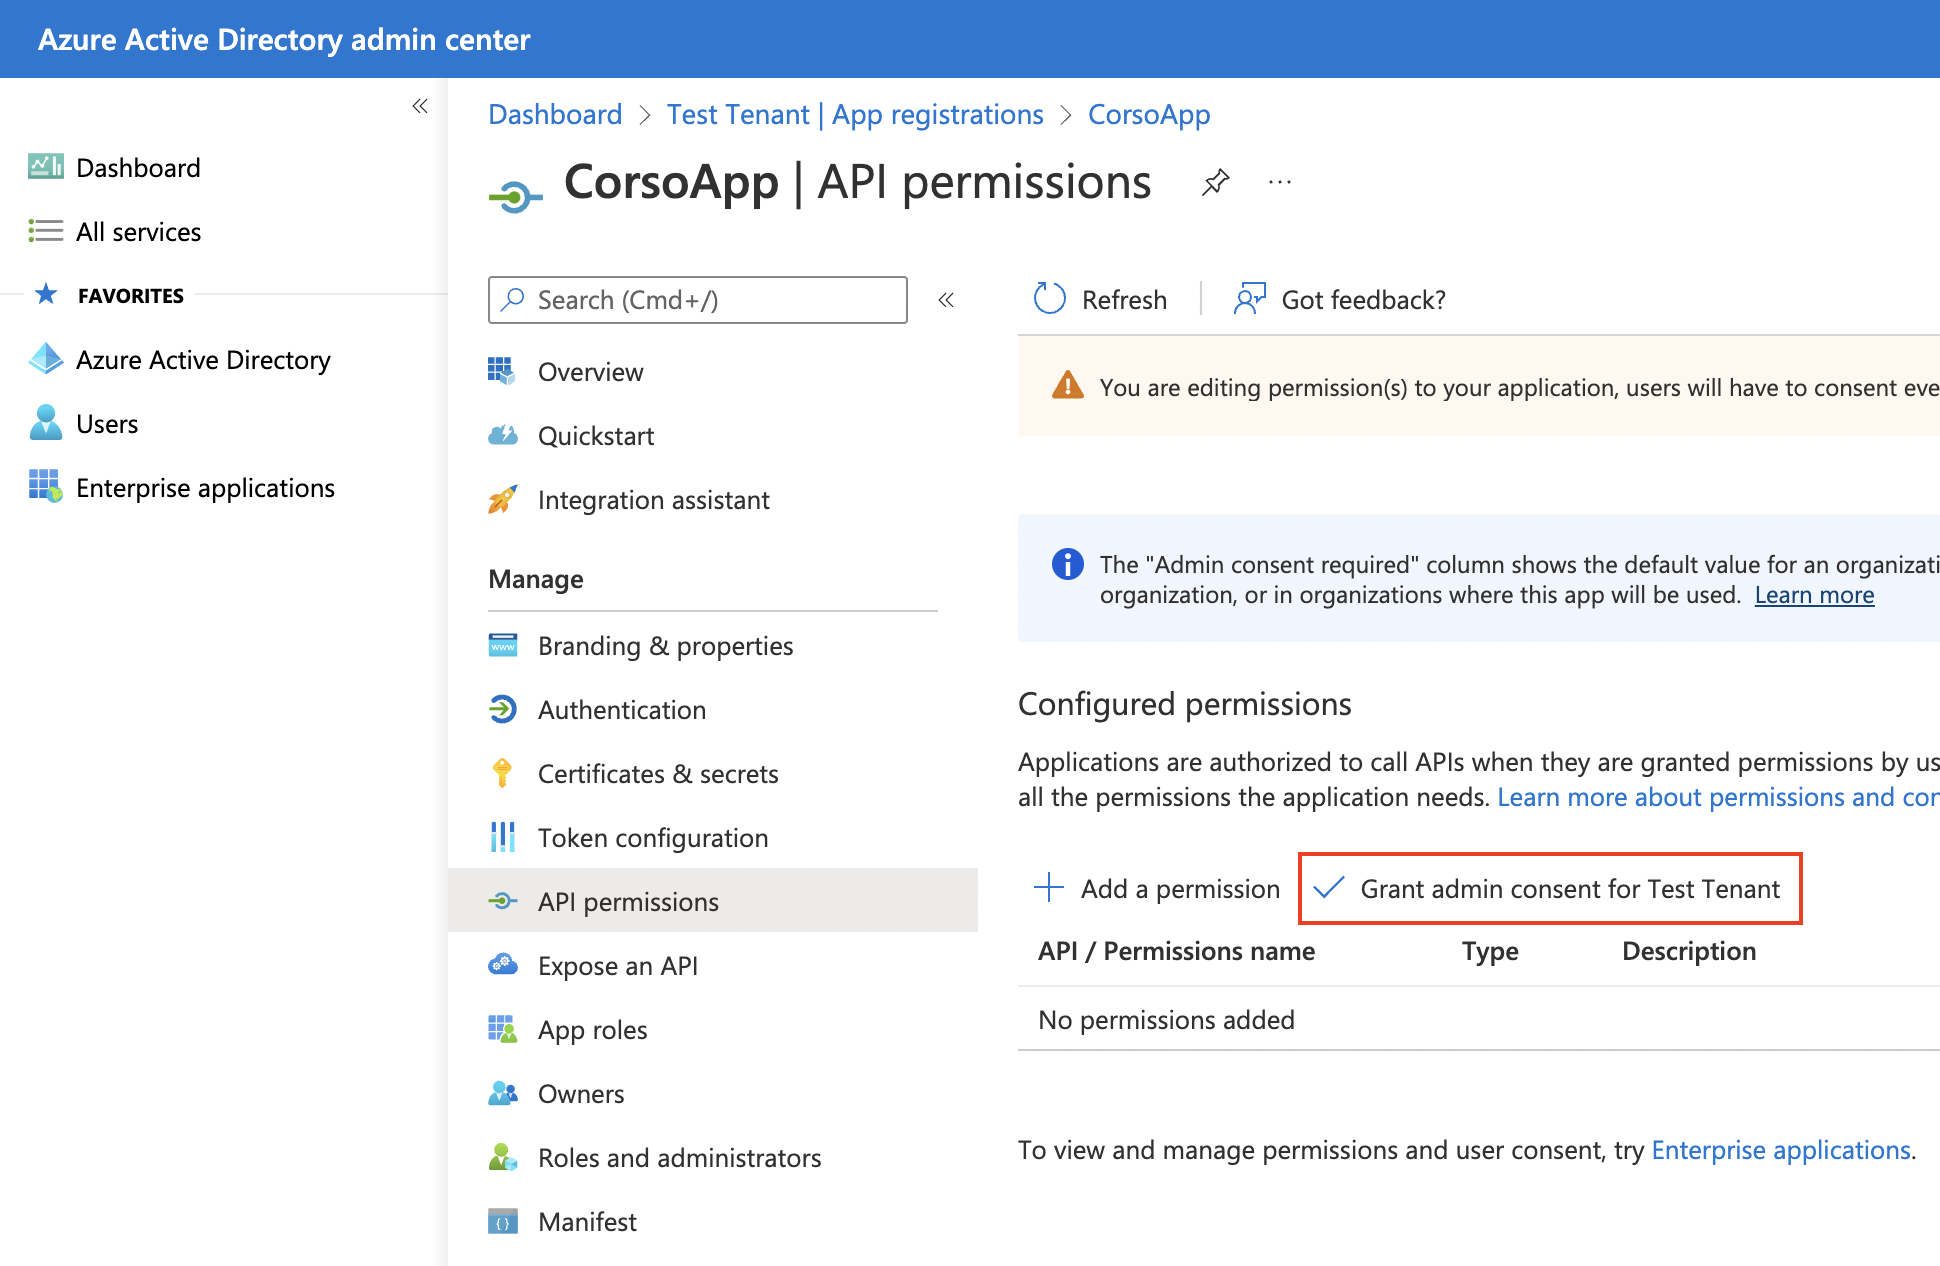 Azure Active Directory admin center
«
Dashboard
All services
FAVORITES
Azure Active Directory
Users
Enterprise applications
Dashboard > Test Tenant | App registrations > CorsoApp
CorsoApp | API permissions ...
Search (Cmd+/)
«
Overview
Quickstart
Integration assistant
Manage
Branding & properties
Authentication
Certificates & secrets
Token configuration
API permissions
Expose an API
App roles
Owners
Roles and administrators
Manifest
Refresh | Got feedback?
You are editing permission(s) to your application, users will have to consent eve
The "Admin consent required" column shows the default value for an organizati
organization, or in organizations where this app will be used. Learn more
Configured permissions
Applications are authorized to call APIs when they are granted permissions by us
all the permissions the application needs. Learn more about permissions and con
Add a permission Grant admin consent for Test Tenant
API / Permissions name Type Description
No permissions added
To view and manage permissions and user consent, try Enterprise applications.